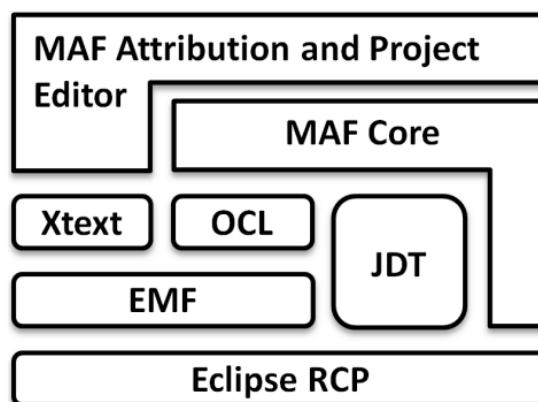 MAF Attribution and Project
Editor
MAF Core
Xtext
OCL
JDT
EMF
Eclipse RCP